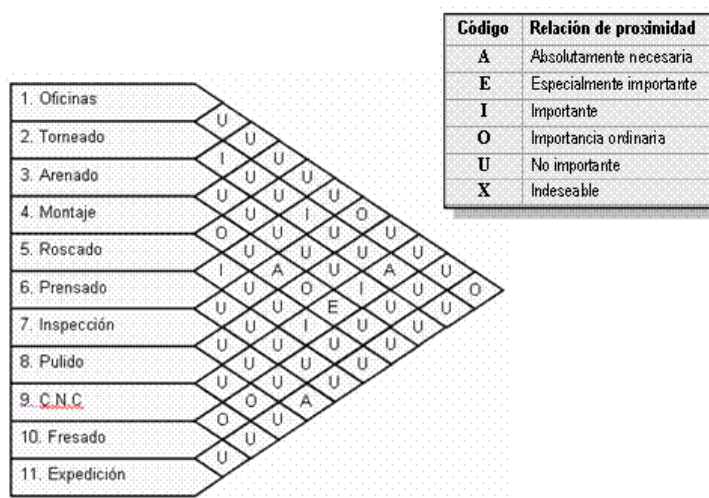 Código Relación de proximidad
A Absolutamente necesaria
E Especialmente importante
I Importante
O Importancia ordinaria
U No importante
X Indeseable
1. Oficinas
U
2. Torneado
U
I U
3. Arenado
U U
U U U
4. Montaje
U I O
O U U U
5. Roscado
U U U U
I A U A U
6. Prensado
U O I U O
U U E U U
7. Inspección
U I U U
U U U U
8. Pulido
U U U
U U U
9. C.N.C
O A
O U
10. Fresado
U
U
11. Expedición